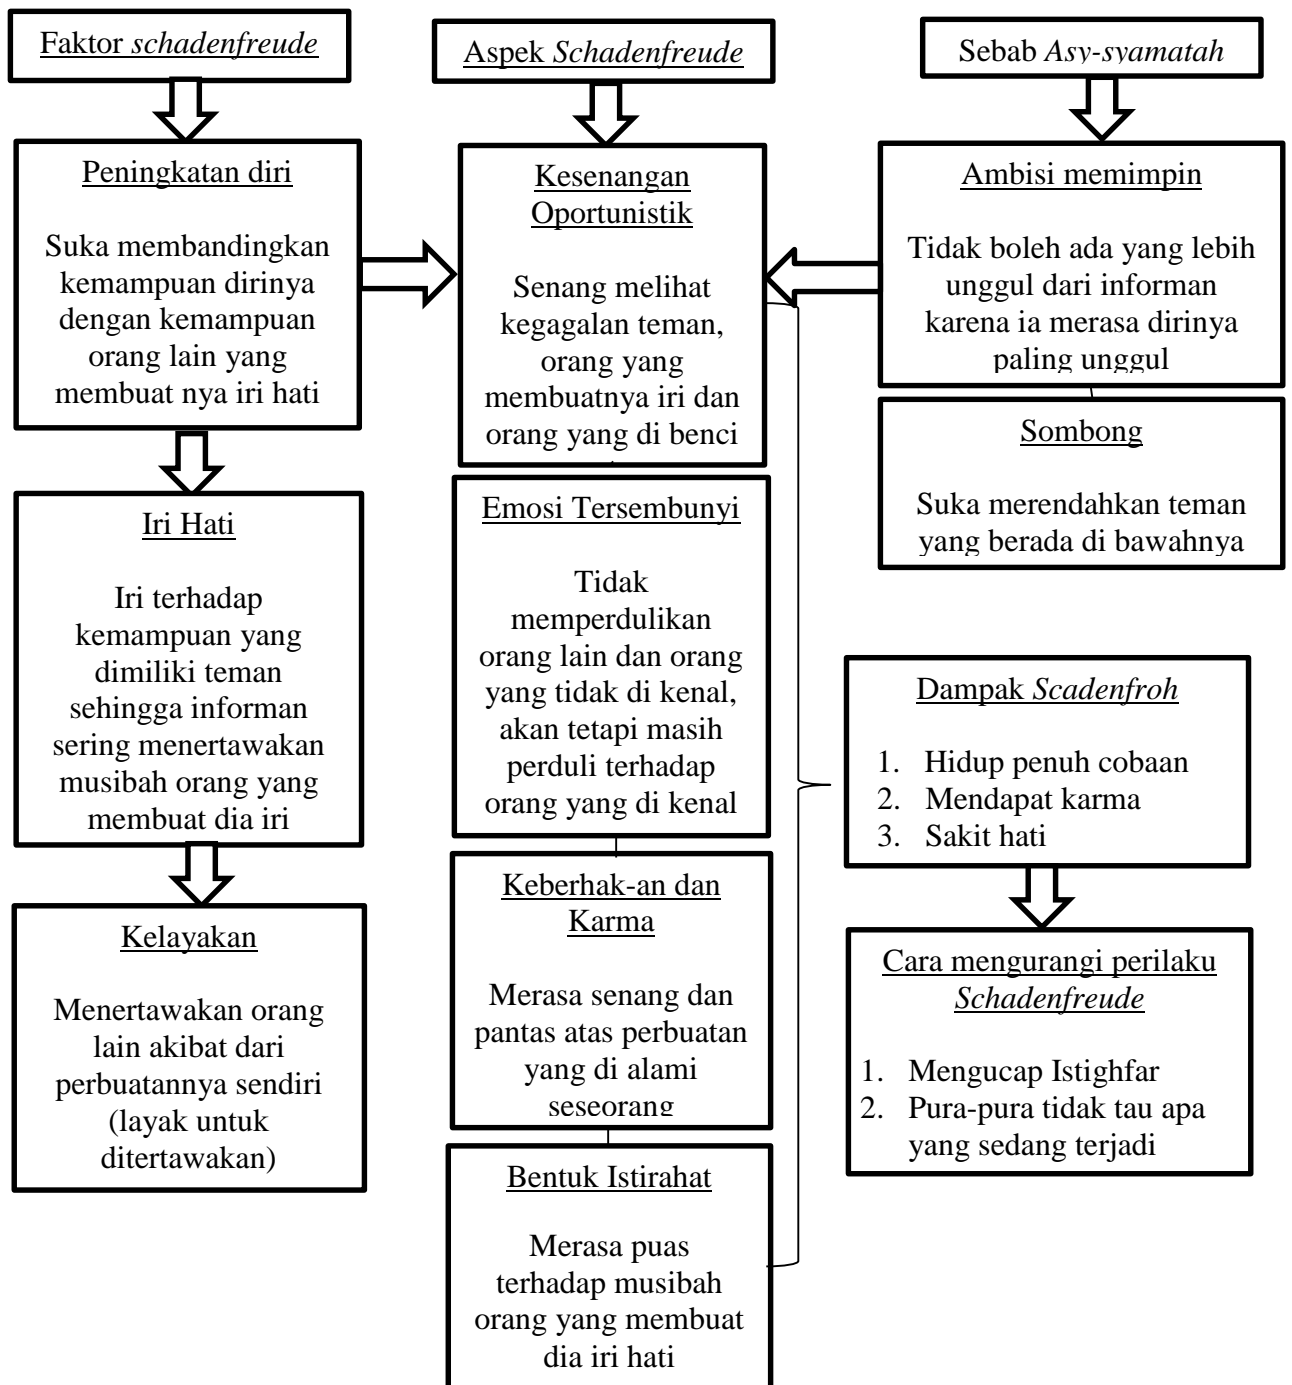 Faktor schadenfreude
Peningkatan diri
Suka membandingkan
kemampuan dirinya
dengan kemampuan
orang lain yang
membuat nya iri hati
Iri Hati
Iri terhadap
kemampuan yang
dimiliki teman
sehingga informan
sering menertawakan
musibah orang yang
membuat dia iri
Kelayakan
Menertawakan orang
lain akibat dari
perbuatannya sendiri
(layak untuk
ditertawakan)
Aspek Schadenfreude
Kesenangan
Oportunistik
Senang melihat
kegagalan teman,
orang yang
membuatnya iri dan
orang yang di benci
Emosi Tersembunyi
Tidak
memperdulikan
orang lain dan orang
yang tidak di kenal,
akan tetapi masih
perduli terhadap
orang yang di kenal
Keberhak-an dan
Karma
Merasa senang dan
pantas atas perbuatan
yang di alami
seseorang
Bentuk Istirahat
Merasa puas
terhadap musibah
orang yang membuat
dia iri hati
Sebab Asy-syamatah
Ambisi memimpin
Tidak boleh ada yang lebih
unggul dari informan
karena ia merasa dirinya
paling unggul
Sombong
Suka merendahkan teman
yang berada di bawahnya
Dampak Scadenfroh
1. Hidup penuh cobaan
2. Mendapat karma
3. Sakit hati
Cara mengurangi perilaku
Schadenfreude
1. Mengucap Istighfar
2. Pura-pura tidak tau apa
yang sedang terjadi